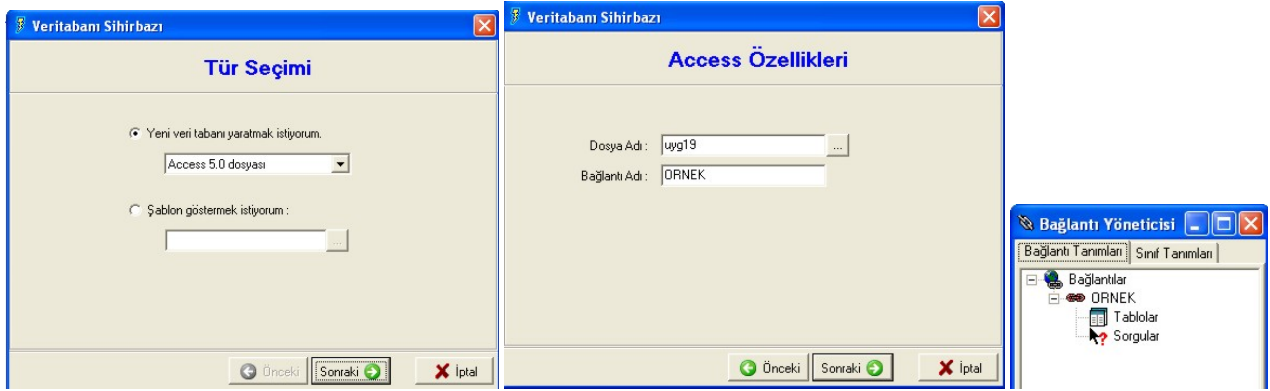 Veritabanı Sihirbazı
Tür Seçimi
Yeni veri tabanı yaratmak istiyorum.
Access 5.0 dosyası
Şablon göstermek istiyorum :
...
Önceki
Sonraki
İptal
Veritabanı Sihirbazı
Access Özellikleri
Dosya Adı : uyg19 ...
Bağlantı Adı : ORNEK
Önceki
Sonraki
İptal
Bağlantı Yöneticisi
Bağlantı Tanımları Sınıf Tanımları
Bağlantılar
ORNEK
Tablolar
Sorgular